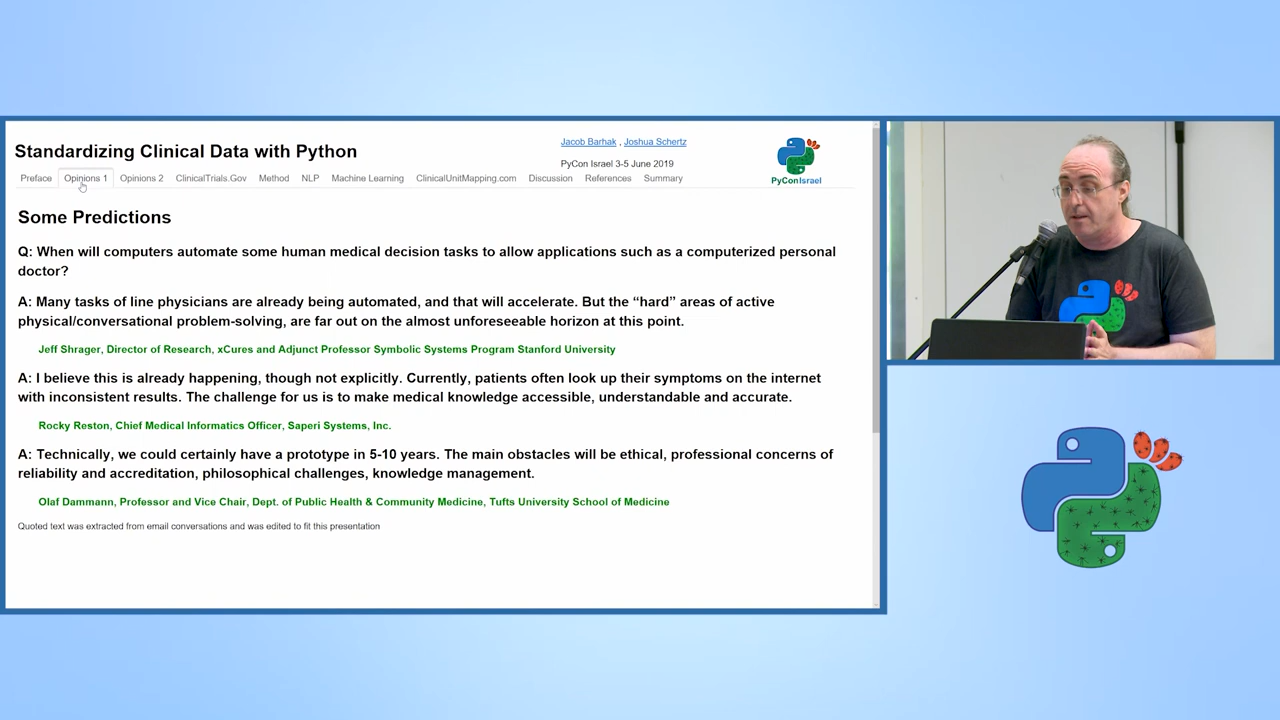 Standardizing Clinical Data with Python
Jacob Barhak , Joshua Schertz
PyCon Israel 3-5 June 2019
PyConIsrael
Preface Opinions 1 Opinions 2 ClinicalTrials.Gov Method NLP Machine Learning ClinicalUnitMapping.com Discussion References Summary
Some Predictions
Q: When will computers automate some human medical decision tasks to allow applications such as a computerized personal
doctor?
A: Many tasks of line physicians are already being automated, and that will accelerate. But the “hard” areas of active
physical/conversational problem-solving, are far out on the almost unforeseeable horizon at this point.
Jeff Shrager, Director of Research, xCures and Adjunct Professor Symbolic Systems Program Stanford University
A: I believe this is already happening, though not explicitly. Currently, patients often look up their symptoms on the internet
with inconsistent results. The challenge for us is to make medical knowledge accessible, understandable and accurate.
Rocky Reston, Chief Medical Informatics Officer, Saperi Systems, Inc.
A: Technically, we could certainly have a prototype in 5-10 years. The main obstacles will be ethical, professional concerns of
reliability and accreditation, philosophical challenges, knowledge management.
Olaf Dammann, Professor and Vice Chair, Dept. of Public Health & Community Medicine, Tufts University School of Medicine
Quoted text was extracted from email conversations and was edited to fit this presentation